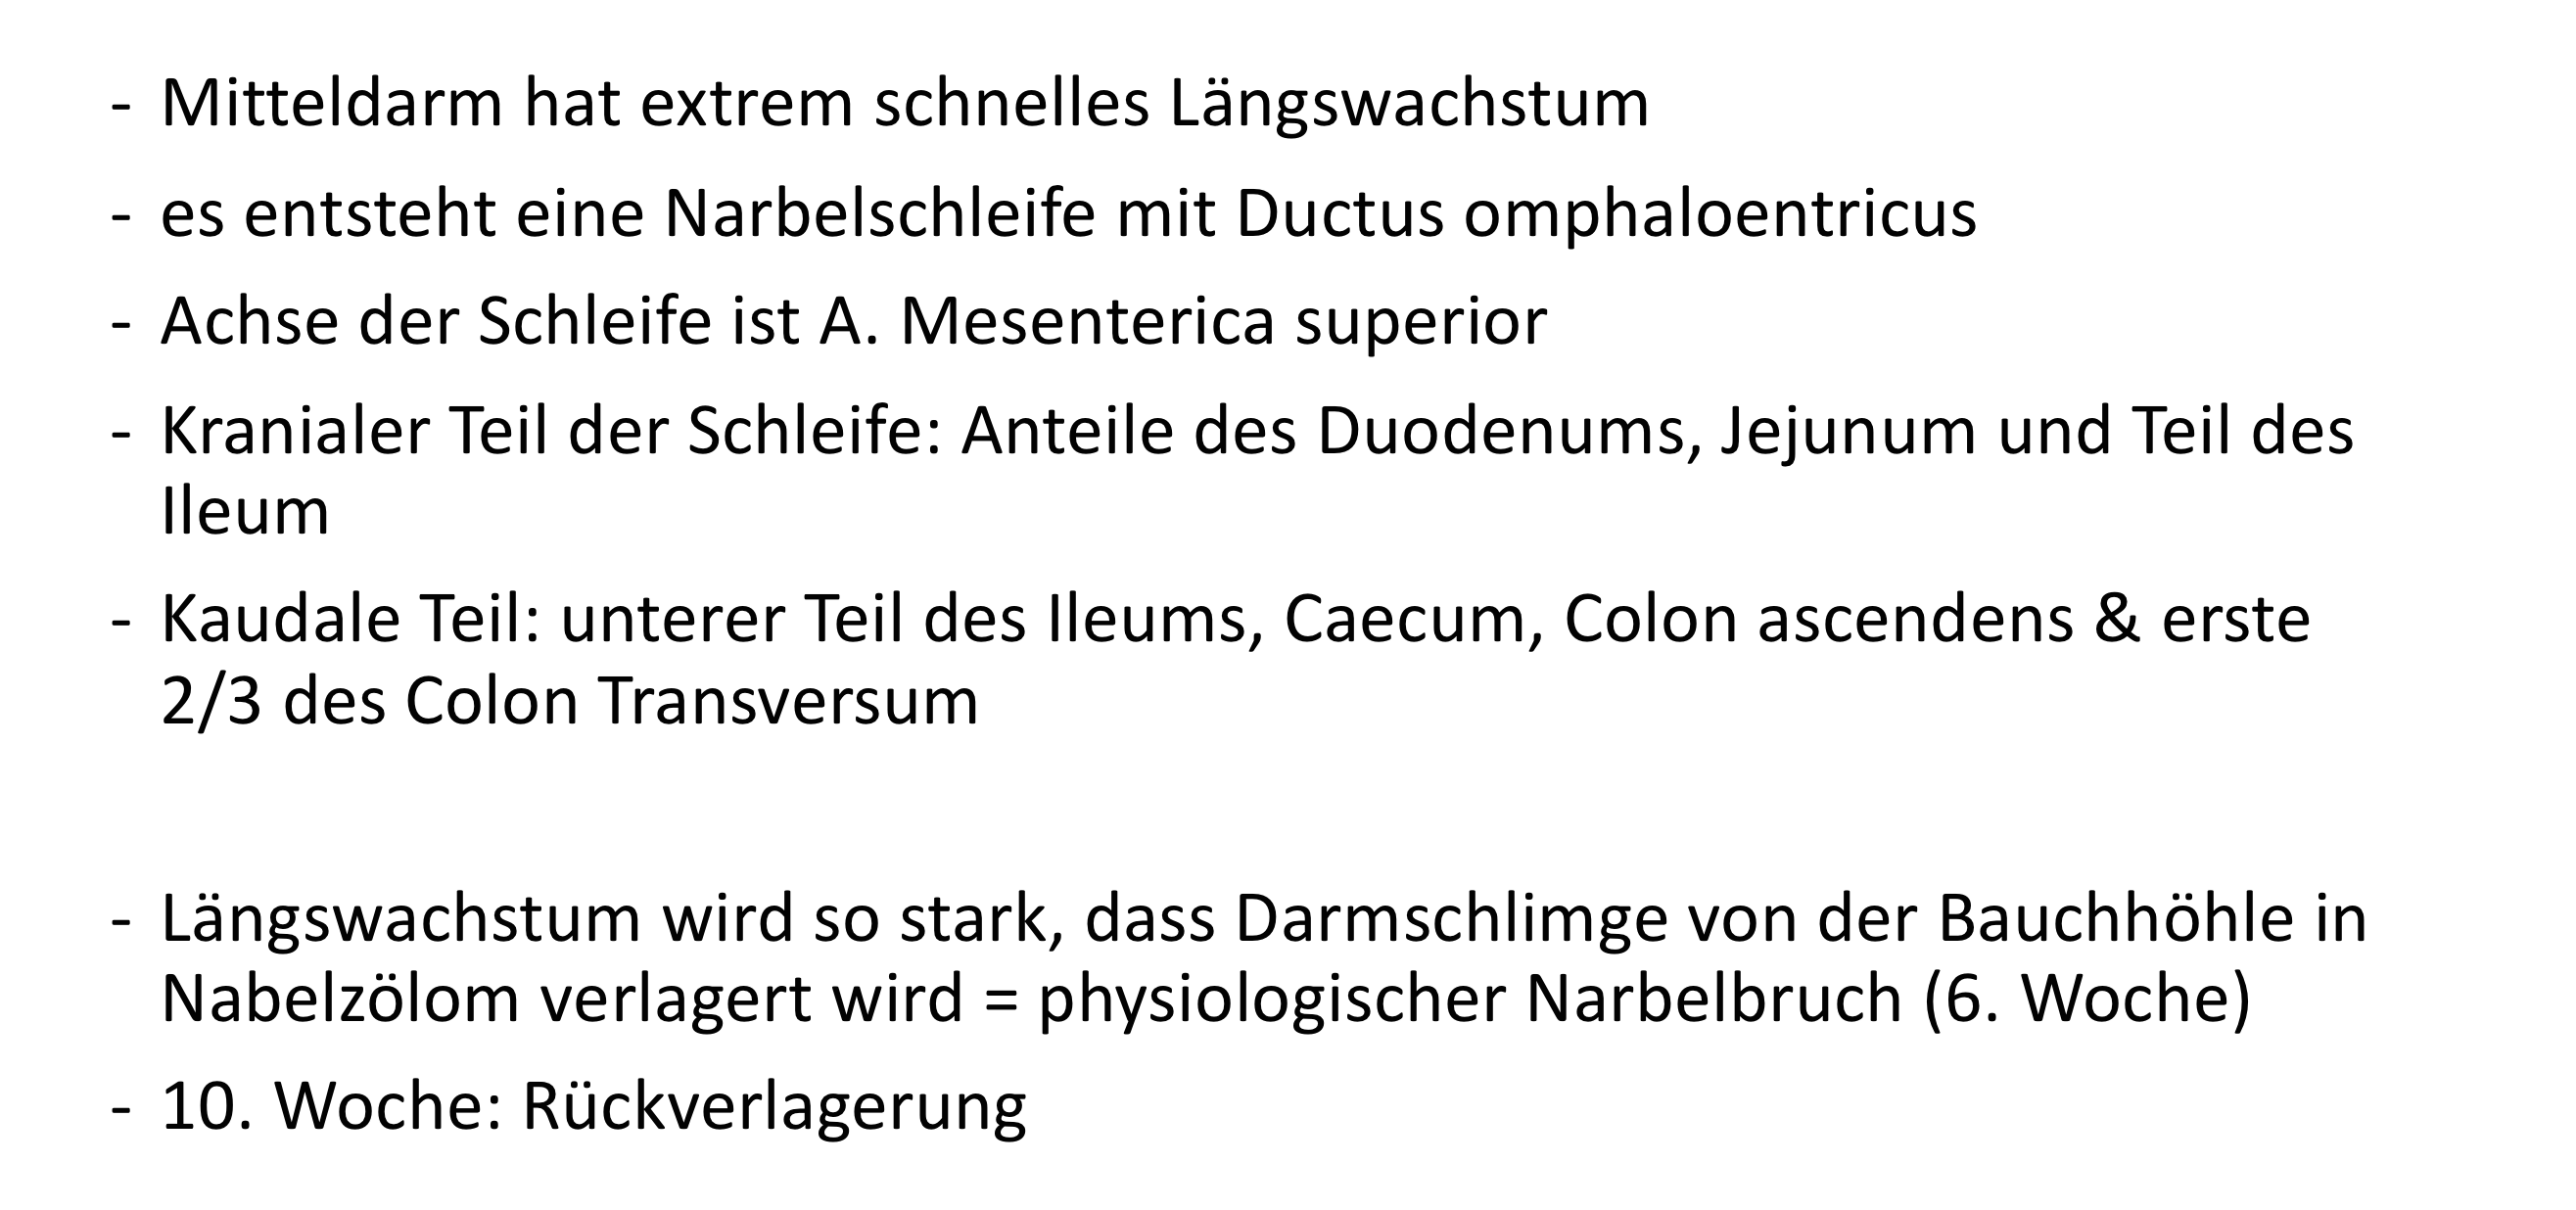 - Mitteldarm hat extrem schnelles Längswachstum
- es entsteht eine Narbelschleife mit Ductus omphaloentricus
- Achse der Schleife ist A. Mesenterica superior
- Kranialer Teil der Schleife: Anteile des Duodenums, Jejunum und Teil des
Ileum
- Kaudale Teil: unterer Teil des Ileums, Caecum, Colon ascendens & erste
2/3 des Colon Transversum
- Längswachstum wird so stark, dass Darmschlimge von der Bauchhöhle in
Nabelzölom verlagert wird = physiologischer Narbelbruch (6. Woche)
- 10. Woche: Rückverlagerung